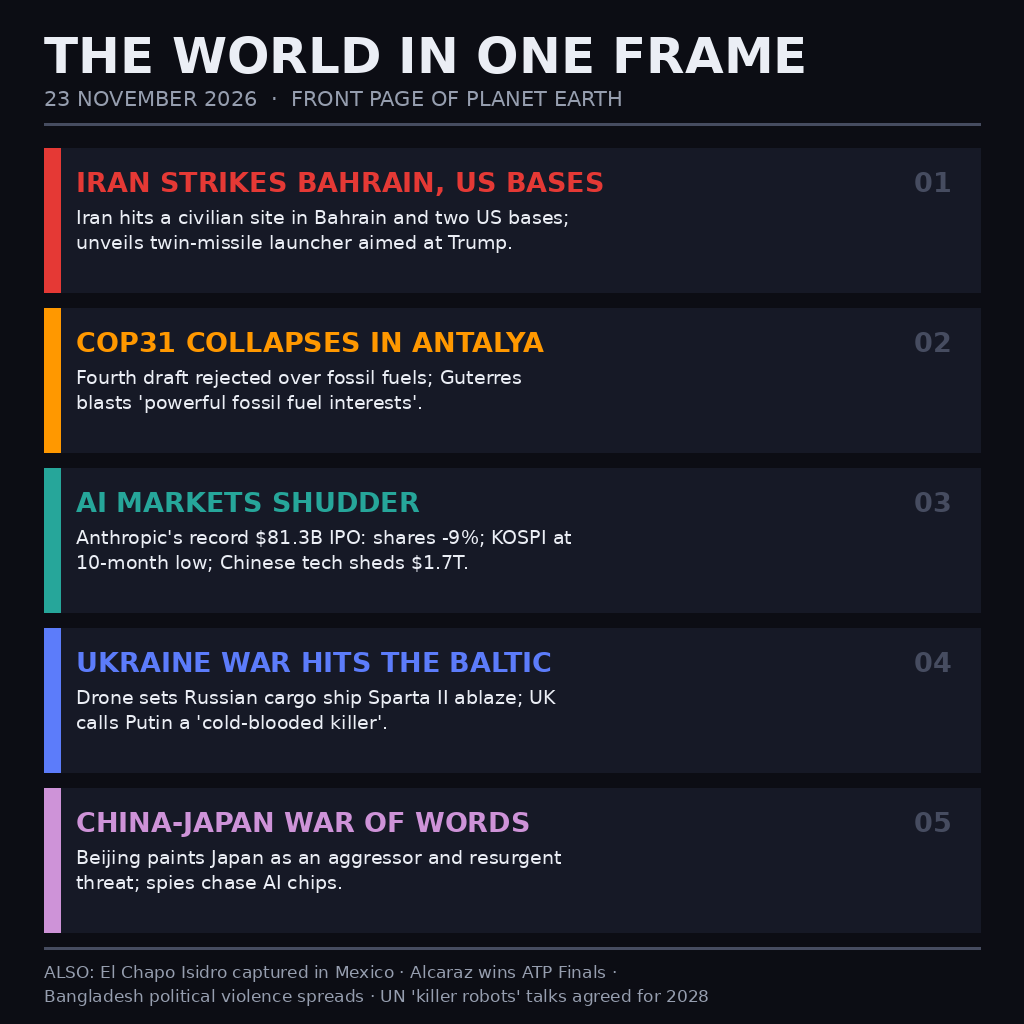 THE WORLD IN ONE FRAME
23 NOVEMBER 2026 · FRONT PAGE OF PLANET EARTH
IRAN STRIKES BAHRAIN, US BASES
01
Iran hits a civilian site in Bahrain and two US bases;
unveils twin-missile launcher aimed at Trump.
COP31 COLLAPSES IN ANTALYA
02
Fourth draft rejected over fossil fuels; Guterres
blasts 'powerful fossil fuel interests'.
AI MARKETS SHUDDER
03
Anthropic's record $81.3B IPO: shares -9%; KOSPI at
10-month low; Chinese tech sheds $1.7T.
UKRAINE WAR HITS THE BALTIC
04
Drone sets Russian cargo ship Sparta II ablaze; UK
calls Putin a 'cold-blooded killer'.
CHINA-JAPAN WAR OF WORDS
05
Beijing paints Japan as an aggressor and resurgent
threat; spies chase AI chips.
ALSO: El Chapo Isidro captured in Mexico · Alcaraz wins ATP Finals ·
Bangladesh political violence spreads · UN 'killer robots' talks agreed for 2028